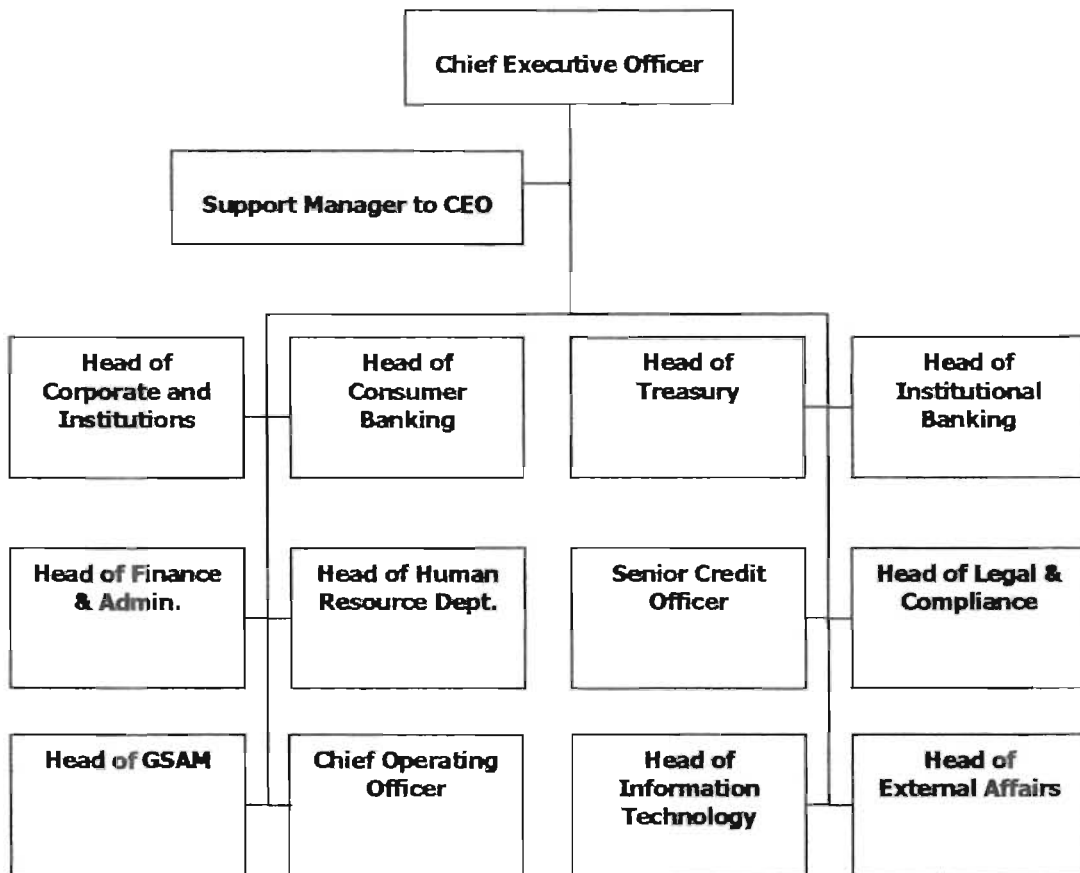 Chief Executive Officer
Support Manager to CEO
Head of
Corporate and
Institutions
Head of
Consumer
Banking
Head of
Treasury
Head of
Institutional
Banking
Head of Finance
& Admin.
Head of Human
Resource Dept.
Senior Credit
Officer
Head of Legal &
Compliance
Head of GSAM
Chief Operating
Officer
Head of
Information
Technology
Head of
External Affairs